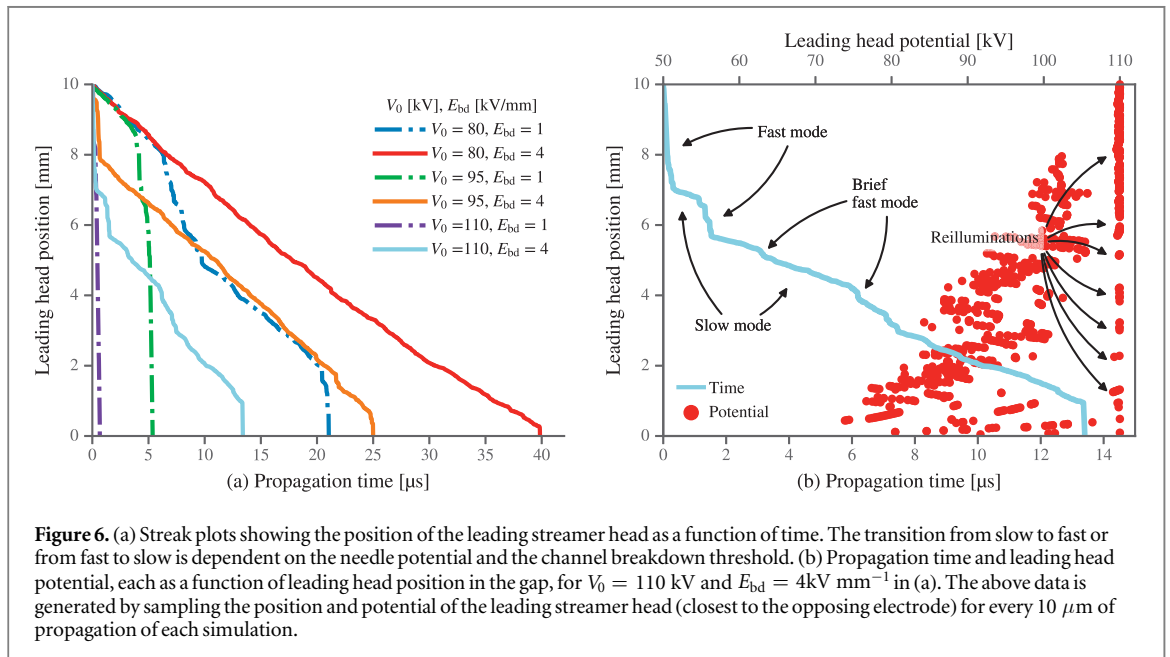 10
8
6
4
2
0
Leading head position [mm]
V0 [kV], Ebd [kV/mm]
V0 = 80, Ebd = 1
V0 = 80, Ebd = 4
V0 = 95, Ebd = 1
V0 = 95, Ebd = 4
V0 =110, Ebd = 1
V0 =110, Ebd = 4
0 5 10 15 20 25 30 35 40
(a) Propagation time [μs]
Leading head potential [kV]
50 60 70 80 90 100 110
10
8
6
4
2
0
Leading head position [mm]
Fast mode
Brief
fast mode
Reilluminations
Slow mode
Time
Potential
0 2 4 6 8 10 12 14
(b) Propagation time [μs]
Figure 6. (a) Streak plots showing the position of the leading streamer head as a function of time. The transition from slow to fast or
from fast to slow is dependent on the needle potential and the channel breakdown threshold. (b) Propagation time and leading head
potential, each as a function of leading head position in the gap, for V0 = 110 kV and Ebd = 4kV mm−1 in (a). The above data is
generated by sampling the position and potential of the leading streamer head (closest to the opposing electrode) for every 10 μm of
propagation of each simulation.